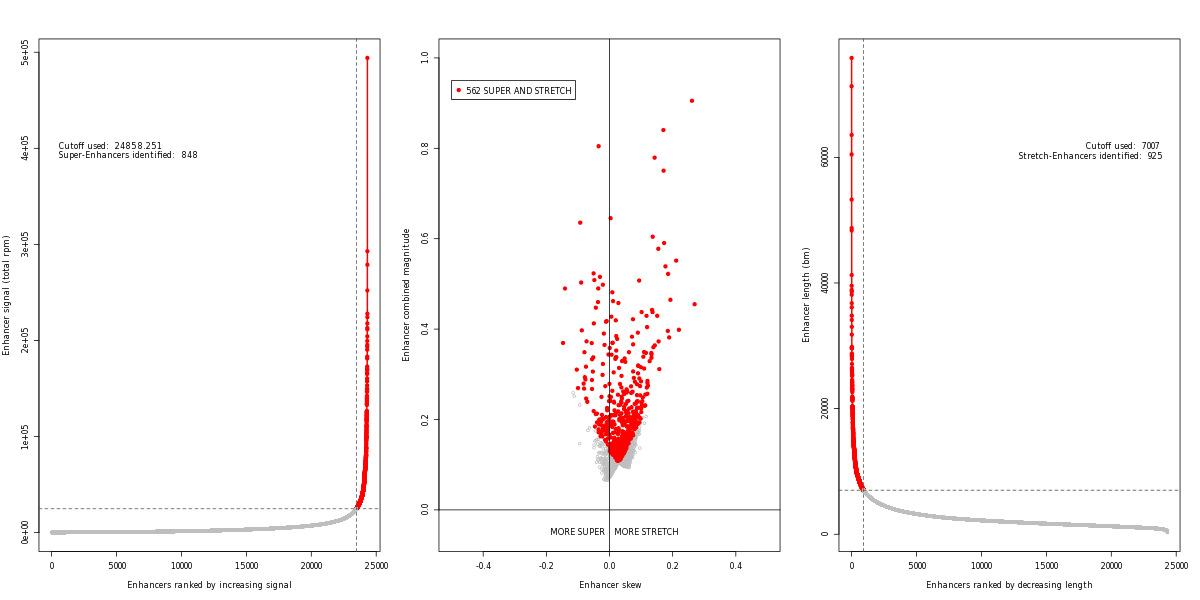 5e+05
4e+05
3e+05
2e+05
1e+05
0e+00
Enhancer signal (total rpm)
Cutoff used: 24858.251
Super-Enhancers identified: 848
0
5000
10000
15000
20000
25000
Enhancers ranked by increasing signal
1.0
0.8
0.6
0.4
0.2
0.0
Enhancer combined magnitude
562 SUPER AND STRETCH
MORE SUPER
MORE STRETCH
-0.4
-0.2
0.0
0.2
0.4
Enhancer skew
60000
40000
20000
0
Enhancer length (bm)
Cutoff used: 7007
Stretch-Enhancers identified: 925
0
5000
10000
15000
20000
25000
Enhancers ranked by decreasing length